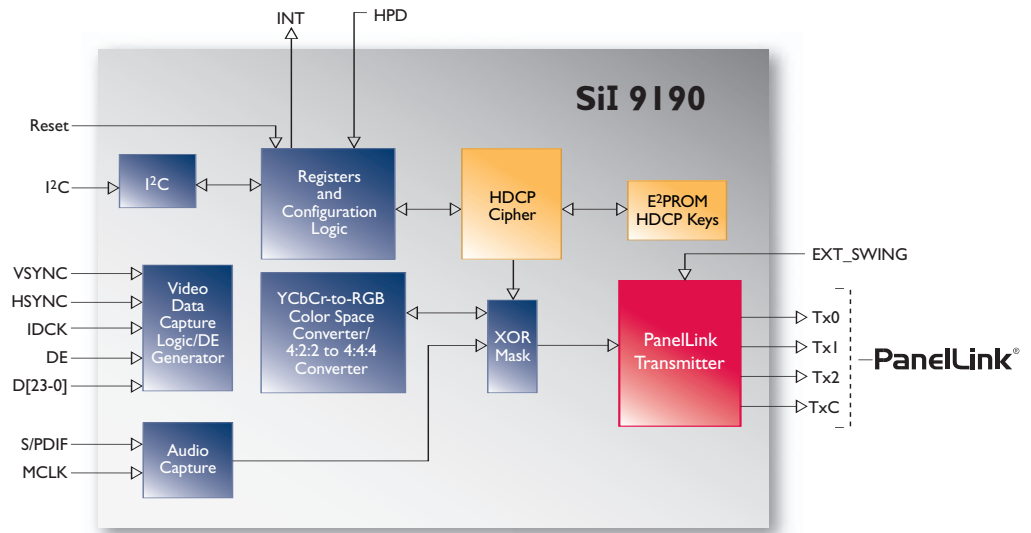 INT
HPD
SiI 9190
Reset
I²C
I²C
Registers
and
Configuration
Logic
HDCP
Cipher
E²PROM
HDCP Keys
EXT_SWING
VSYNC
HSYNC
IDCK
DE
D[23-0]
Video
Data
Capture
Logic/DE
Generator
YCbCr-to-RGB
Color Space
Converter/
4:2:2 to 4:4:4
Converter
XOR
Mask
PanelLink
Transmitter
Tx0
Tx1
Tx2
TxC
PanelLink®
S/PDIF
MCLK
Audio
Capture